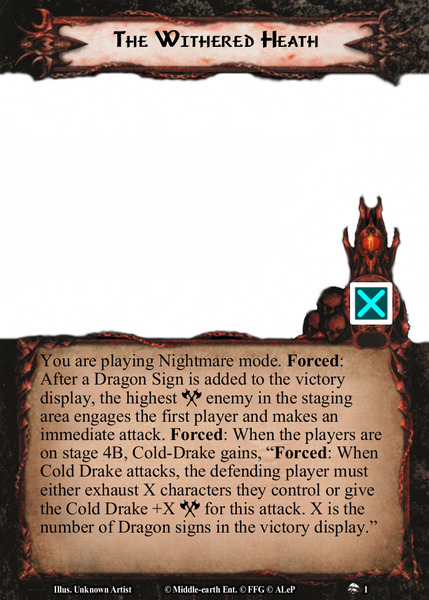 The Withered Heath
You are playing Nightmare mode. Forced:
After a Dragon Sign is added to the victory
display, the highest enemy in the staging
area engages the first player and makes an
immediate attack. Forced: When the players are
on stage 4B, Cold-Drake gains, “Forced: When
Cold Drake attacks, the defending player must
either exhaust X characters they control or give
the Cold Drake +X for this attack. X is the
number of Dragon signs in the victory display.”
Illus. Unknown Artist © Middle-earth Ent. © FFG © ALeP 1